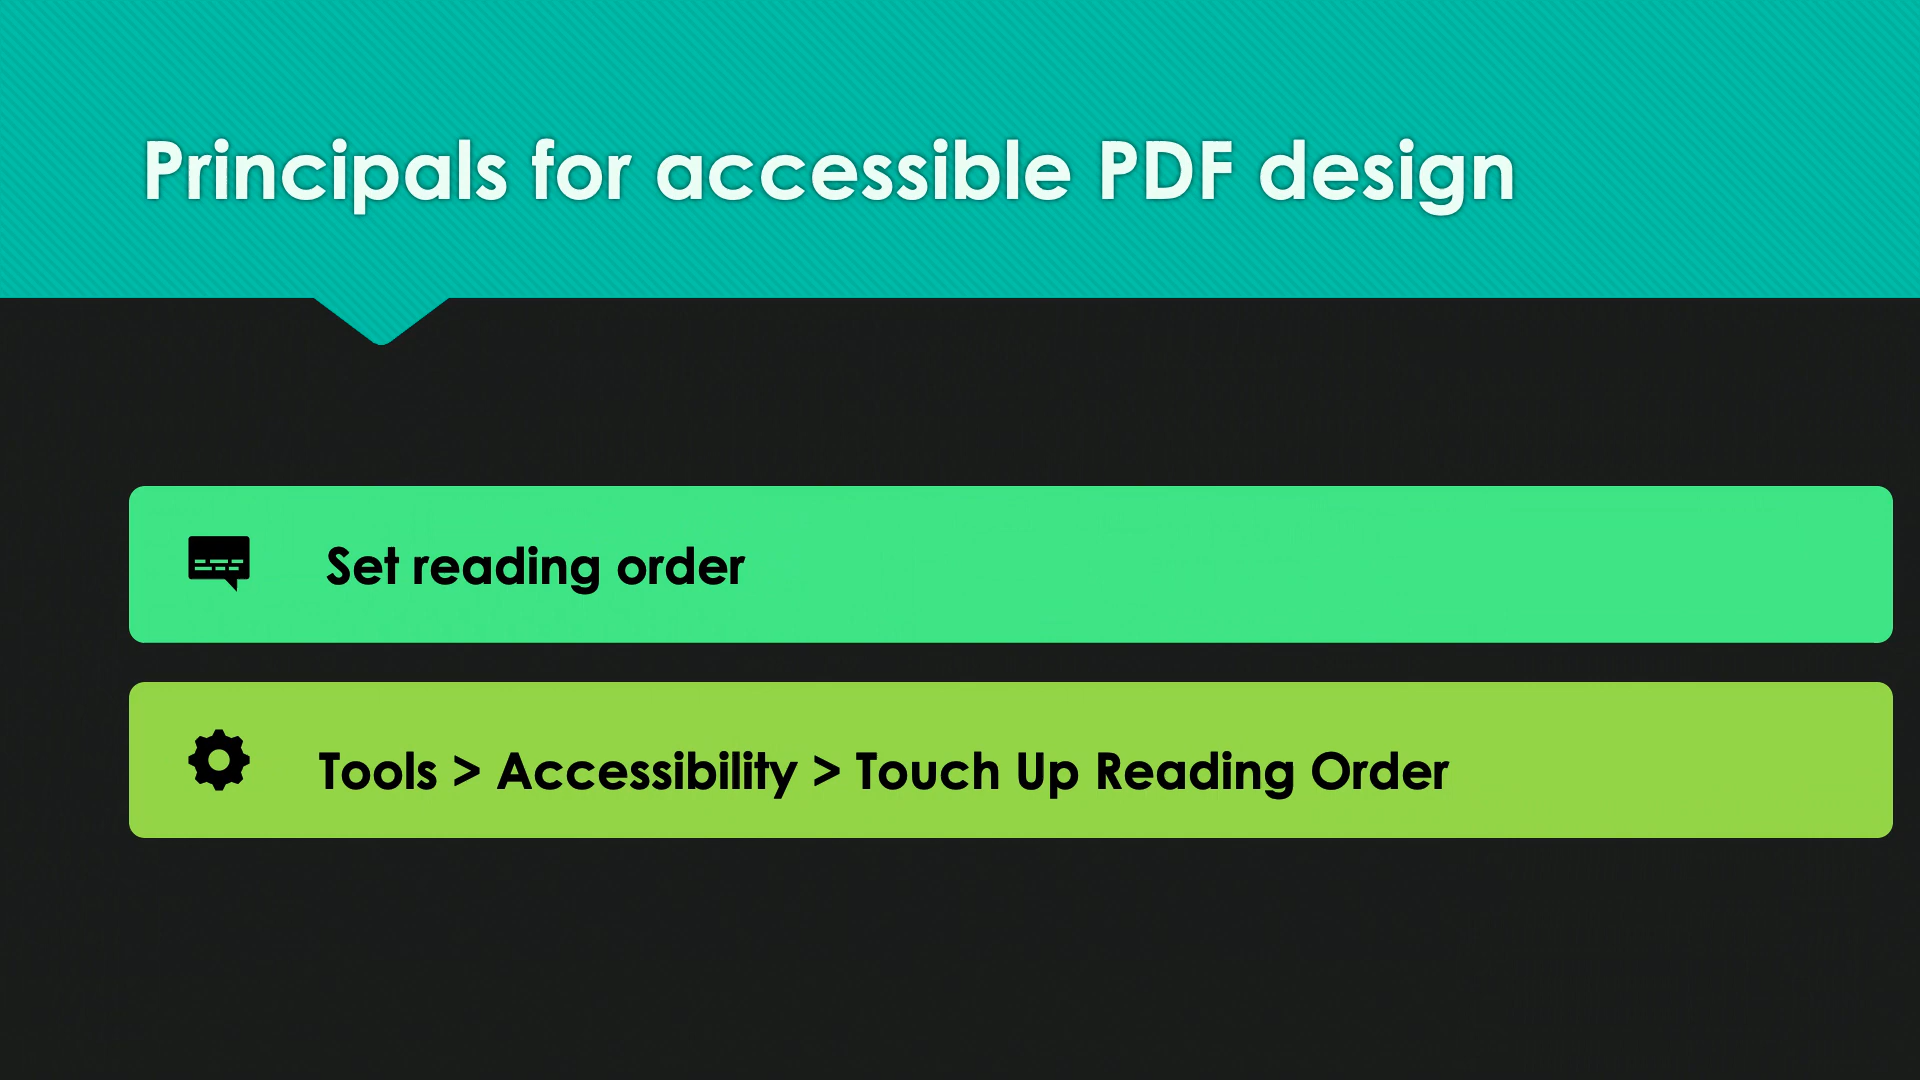 Principals for accessible PDF design
Set reading order
Tools > Accessibility > Touch Up Reading Order